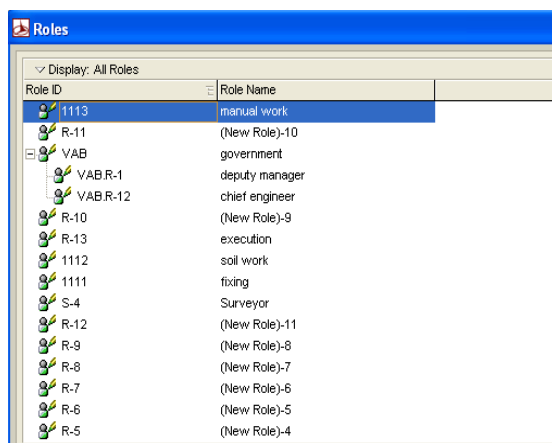 Roles
Display: All Roles
Role ID Role Name
1113 manual work
R-11 (New Role)-10
VAB government
VAB.R-1 deputy manager
VAB.R-12 chief engineer
R-10 (New Role)-9
R-13 execution
1112 soil work
1111 fixing
S-4 Surveyor
R-12 (New Role)-11
R-9 (New Role)-8
R-8 (New Role)-7
R-7 (New Role)-6
R-6 (New Role)-5
R-5 (New Role)-4